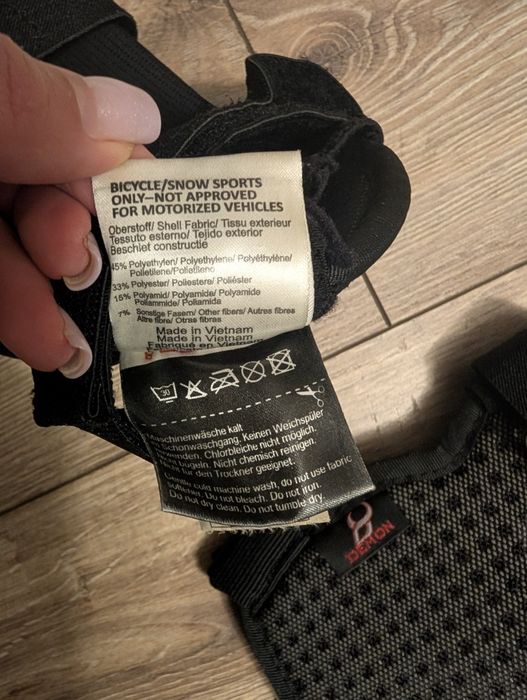 BICYCLE/SNOW SPORTS
ONLY–NOT APPROVED
FOR MOTORIZED VEHICLES
Oberstoff/ Shell Fabric/ Tissu exterieur
Tessuto esterno/ Tejido exterior
Beschiet constructie
45% Polyethylen/ Polyethylene/ Polyéthylène/
Polietilene/Polietileno
33% Polyester/ Poliestere/ Poliésler
15% Polyamid/ Polyamide/ Polyamide
Poliammide/ Poliamida
7% Sonstige Fasern/ Other fibers/ Autres fibres
Altre fibre/ Otras fibras
Made in Vietnam
Made in Vietnam
Fabriqué en Vietnam
30
Maschinenwäsche kalt
Schonwaschgang. Keinen Weichspüler
verwenden. Chlorbleiche nicht möglich.
Nicht bügeln. Nicht chemisch reinigen.
Nicht für den Trockner geeignet.
Gentle cold machine wash, do not use fabric
softener. Do not bleach. Do not iron.
Do not dry clean. Do not tumble dry
DEMON